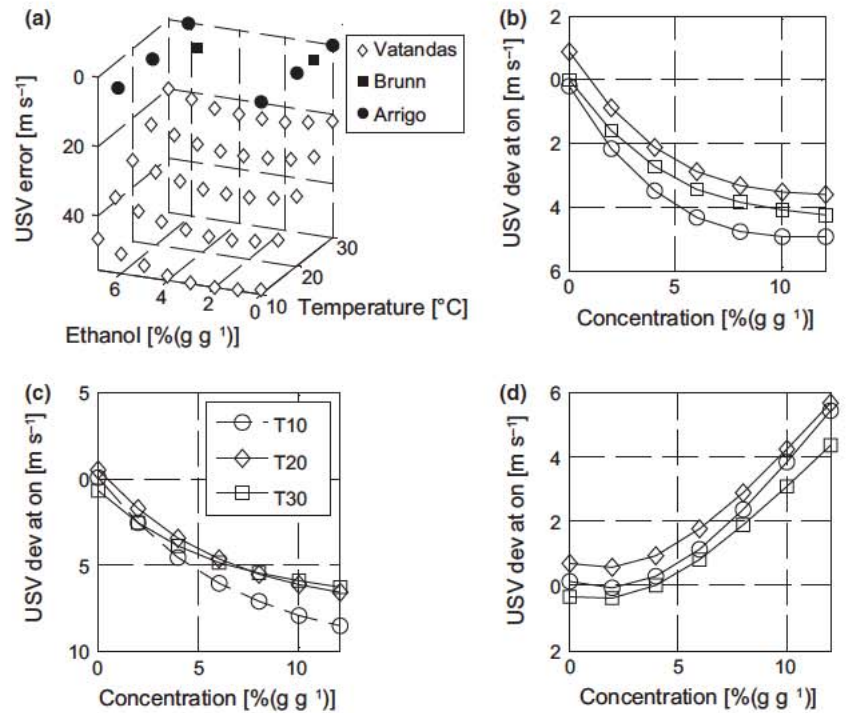 (a)
Vatandas
Brunn
Arrigo
0
20
40
USV error [m s⁻¹]
6
4
2
0
10
20
30
Temperature [°C]
Ethanol [%(g g ¹)]
(b)
2
0
2
4
6
USV dev at on [m s⁻¹]
0
5
10
Concentration [%(g g ¹)]
(c)
5
0
5
10
USV dev at on [m s⁻¹]
T10
T20
T30
0
5
10
Concentration [%(g g ¹)]
(d)
6
4
2
0
2
USV dev at on [m s⁻¹]
0
5
10
Concentration [%(g g ¹)]